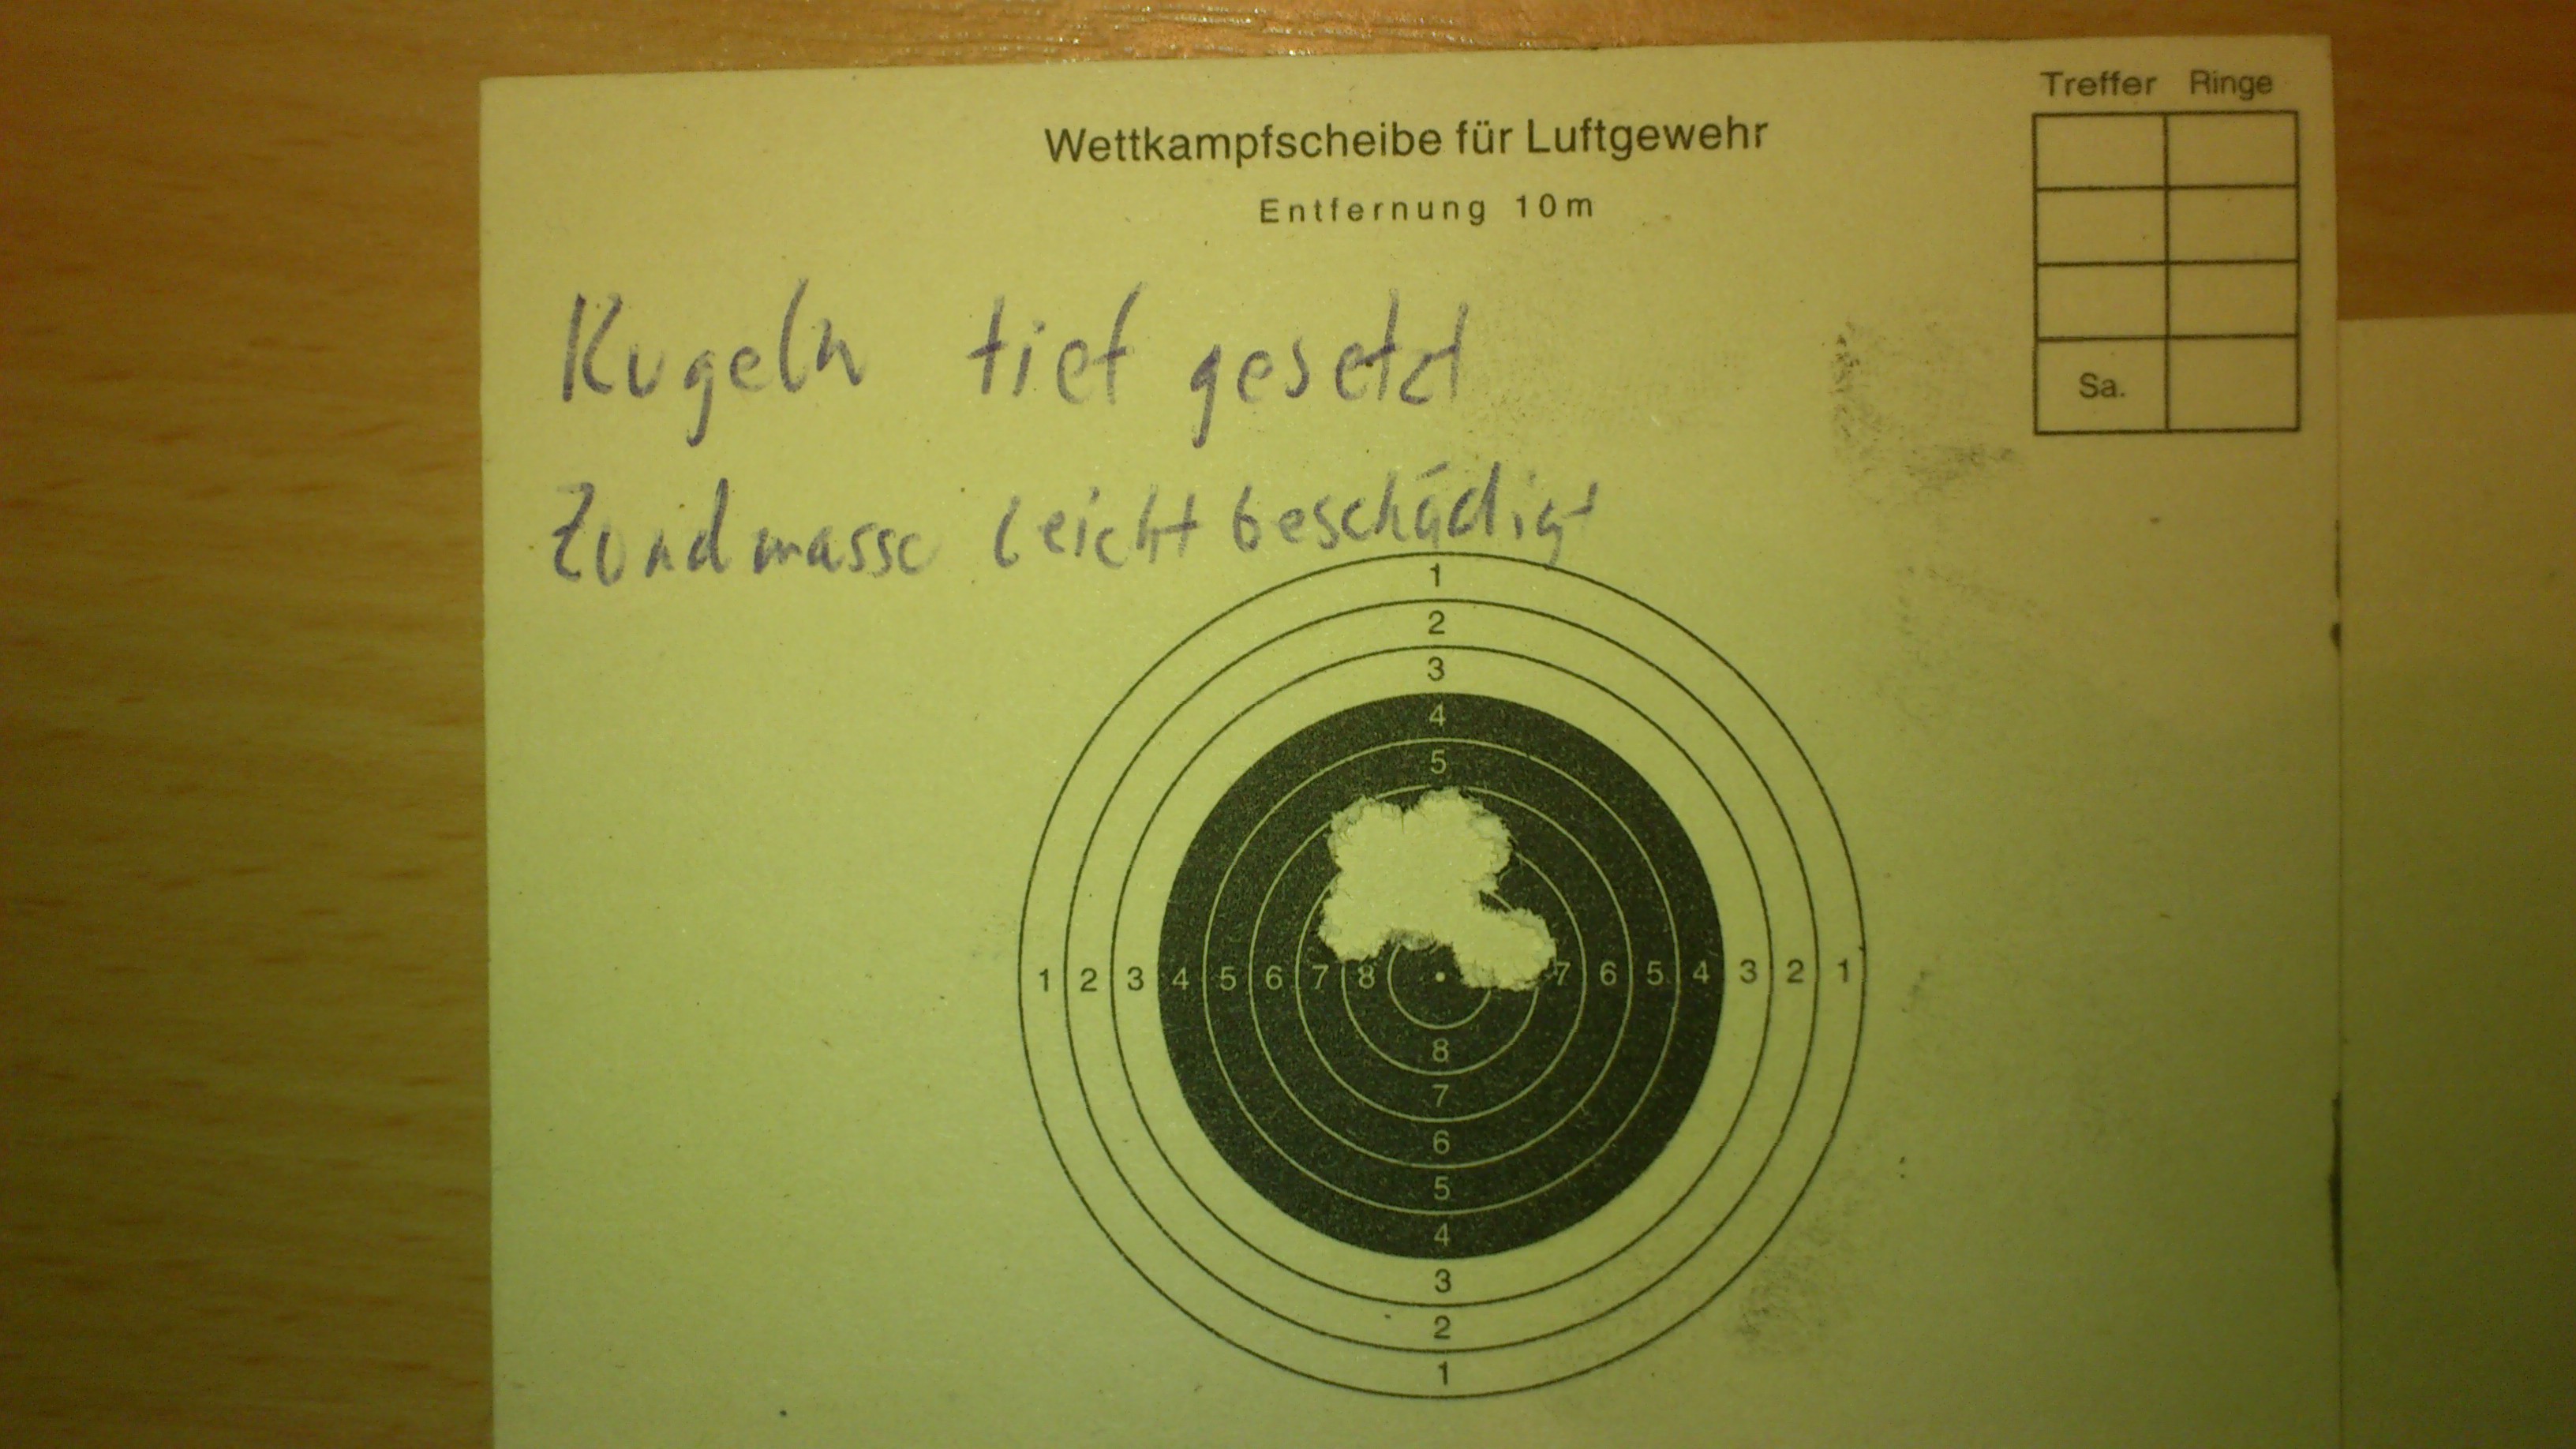 Treffer Ringe
Wettkampfscheibe für Luftgewehr
Entfernung 10m
Sa.
Kugeln tief gesetzt
Zündmasse leicht beschädigt
1
2
3
4
5
1 2 3 4 5 6 7 8 7 6 5 4 3 2 1
8
7
6
5
4
3
2
1